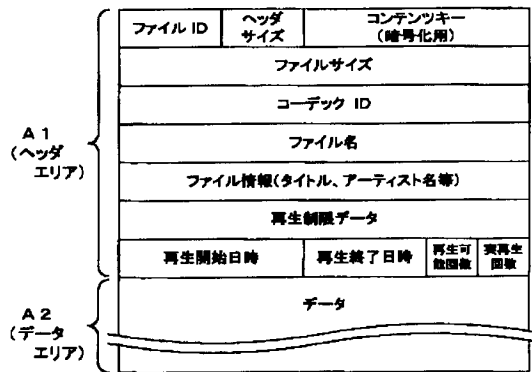 ファイル ID
ヘッダ
サイズ
コンテンツキー
(暗号化用)
ファイルサイズ
コーデック ID
ファイル名
ファイル情報(タイトル、アーティスト名等)
再生制限データ
再生開始日時
再生終了日時
再生可
能回数
実再生
回数
A 1
(ヘッダ
エリア)
データ
A 2
(データ
エリア)